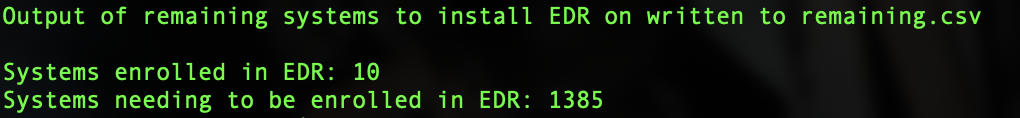 Output of remaining systems to install EDR on written to remaining.csv
Systems enrolled in EDR: 10
Systems needing to be enrolled in EDR: 1385